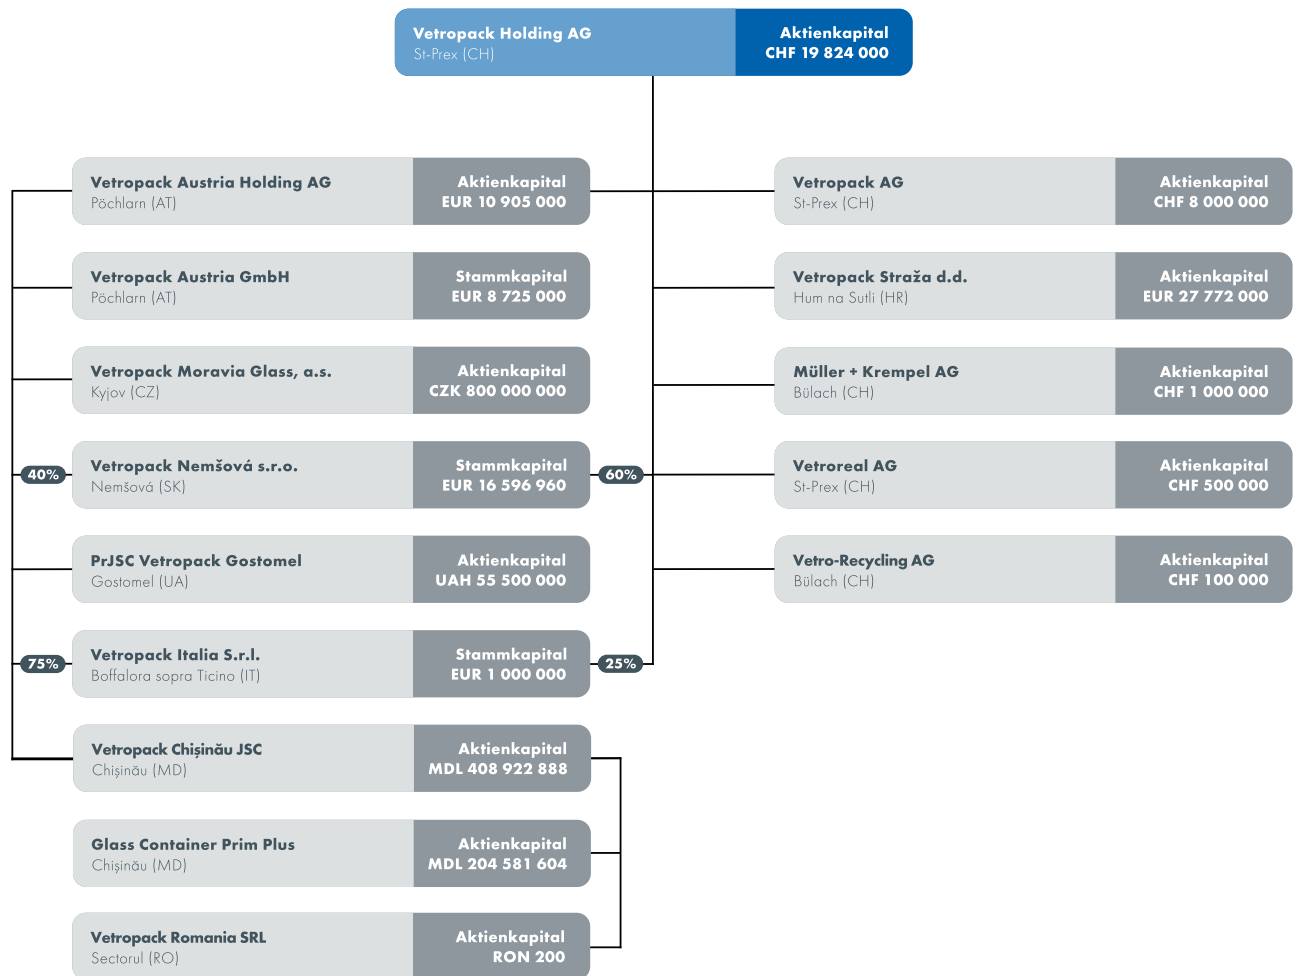 Vetropack Holding AG
St-Prex (CH)
Aktienkapital
CHF 19 824 000
Vetropack Austria Holding AG
Pöchlarn (AT)
Aktienkapital
EUR 10 905 000
Vetropack AG
St-Prex (CH)
Aktienkapital
CHF 8 000 000
Vetropack Austria GmbH
Pöchlarn (AT)
Stammkapital
EUR 8 725 000
Vetropack Straža d.d.
Hum na Sutli (HR)
Aktienkapital
EUR 27 772 000
Vetropack Moravia Glass, a.s.
Kyjov (CZ)
Aktienkapital
CZK 800 000 000
Müller + Krempel AG
Bülach (CH)
Aktienkapital
CHF 1 000 000
40%
Vetropack Nemšová s.r.o.
Nemšová (SK)
Stammkapital
EUR 16 596 960
60%
Vetroreal AG
St-Prex (CH)
Aktienkapital
CHF 500 000
PrJSC Vetropack Gostomel
Gostomel (UA)
Aktienkapital
UAH 55 500 000
Vetro-Recycling AG
Bülach (CH)
Aktienkapital
CHF 100 000
75%
Vetropack Italia S.r.l.
Boffalora sopra Ticino (IT)
Stammkapital
EUR 1 000 000
25%
Vetropack Chișinău JSC
Chișinău (MD)
Aktienkapital
MDL 408 922 888
Glass Container Prim Plus
Chișinău (MD)
Aktienkapital
MDL 204 581 604
Vetropack Romania SRL
Sectorul (RO)
Aktienkapital
RON 200